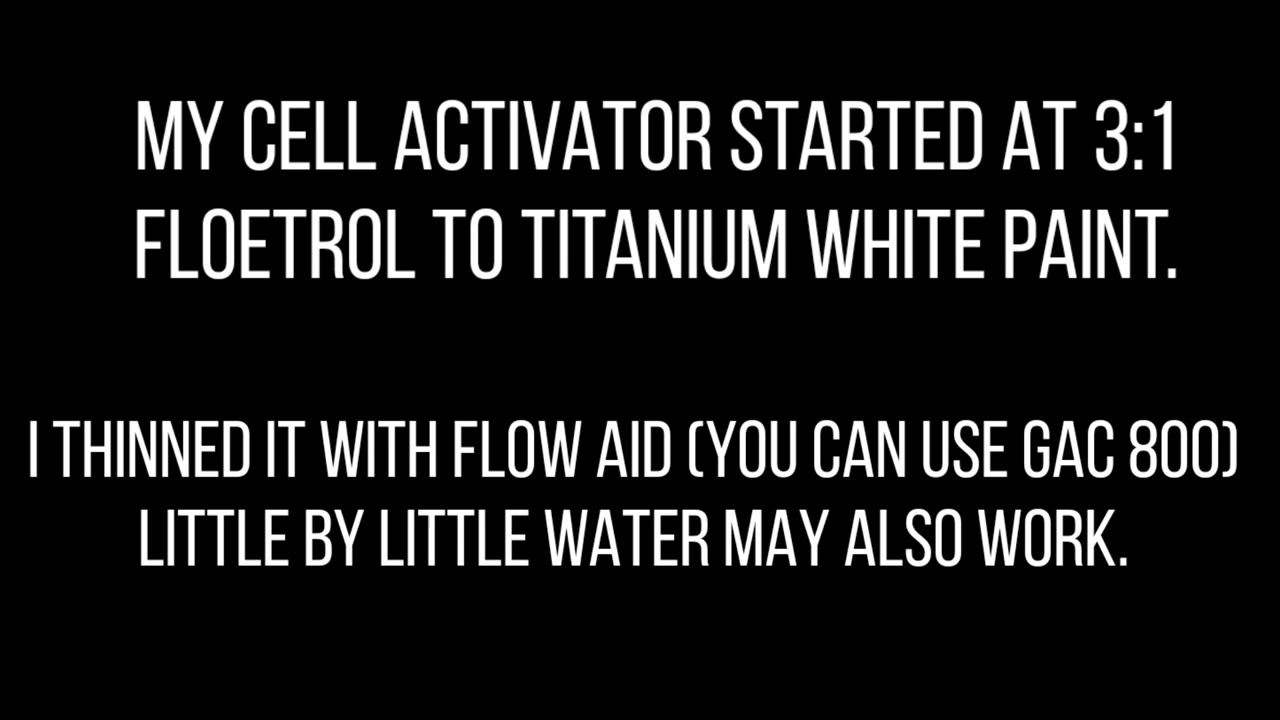 MY CELL ACTIVATOR STARTED AT 3:1
FLOETROL TO TITANIUM WHITE PAINT.
I THINNED IT WITH FLOW AID (YOU CAN USE GAC 800)
LITTLE BY LITTLE WATER MAY ALSO WORK.